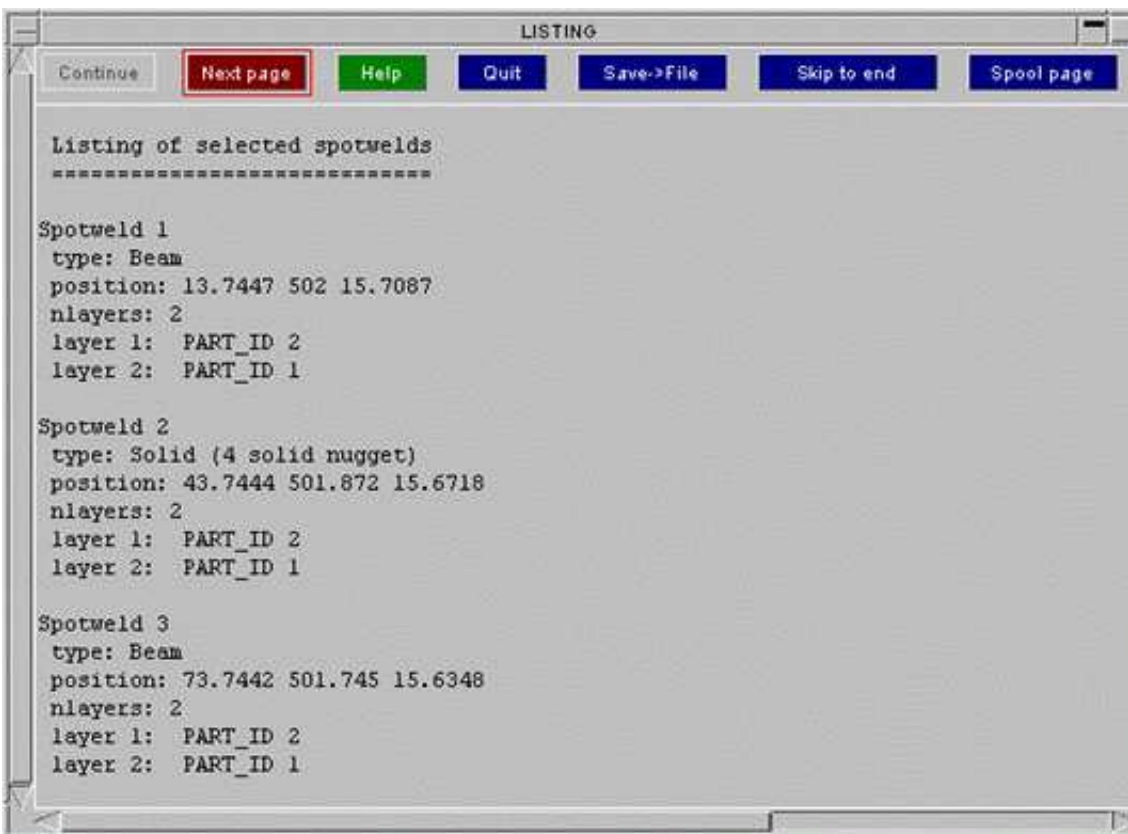 LISTING
Continue Next page Help Quit Save->File Skip to end Spool page
Listing of selected spotwelds
=============================
Spotweld 1
type: Beam
position: 13.7447 502 15.7087
nlayers: 2
layer 1: PART_ID 2
layer 2: PART_ID 1
Spotweld 2
type: Solid (4 solid nugget)
position: 43.7444 501.872 15.6718
nlayers: 2
layer 1: PART_ID 2
layer 2: PART_ID 1
Spotweld 3
type: Beam
position: 73.7442 501.745 15.6348
nlayers: 2
layer 1: PART_ID 2
layer 2: PART_ID 1